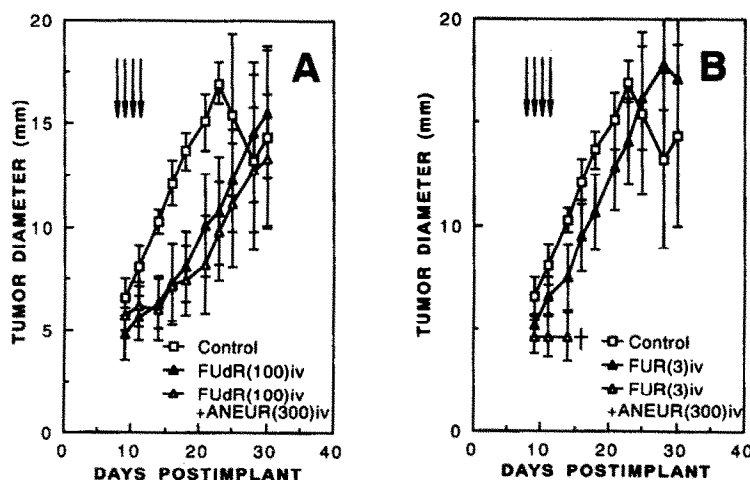 A
20
15
10
5
0
TUMOR DIAMETER (mm)
Control
FUdR(100)iv
FUdR(100)iv
+ANEUR(300)iv
0 10 20 30 40
DAYS POSTIMPLANT
B
20
10
0
TUMOR DIAMETER (mm)
Control
FUR(3)iv
FUR(3)iv
+ANEUR(300)iv
0 10 20 30 40
DAYS POSTIMPLANT